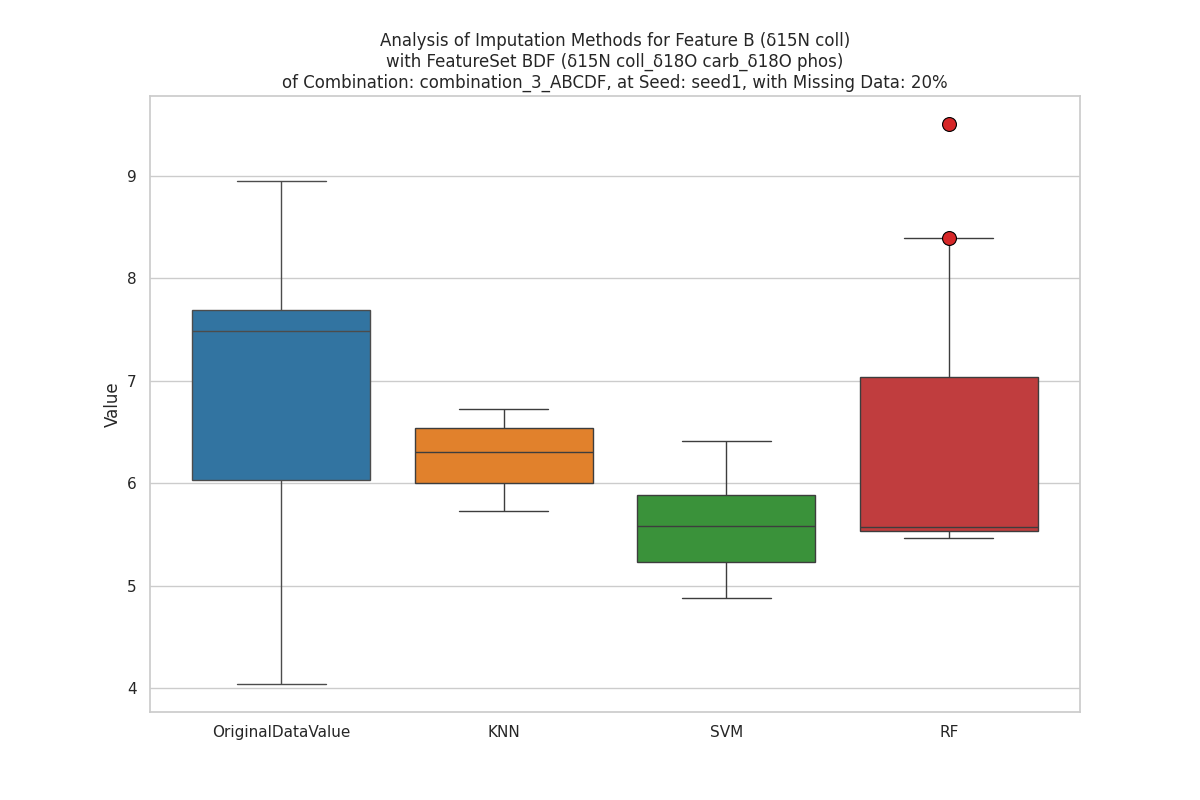 Analysis of Imputation Methods for Feature B (δ15N coll)
with FeatureSet BDF (δ15N coll_δ18O carb_δ18O phos)
of Combination: combination_3_ABCDF, at Seed: seed1, with Missing Data: 20%
9
8
7
6
5
4
Value
OriginalDataValue
KNN
SVM
RF